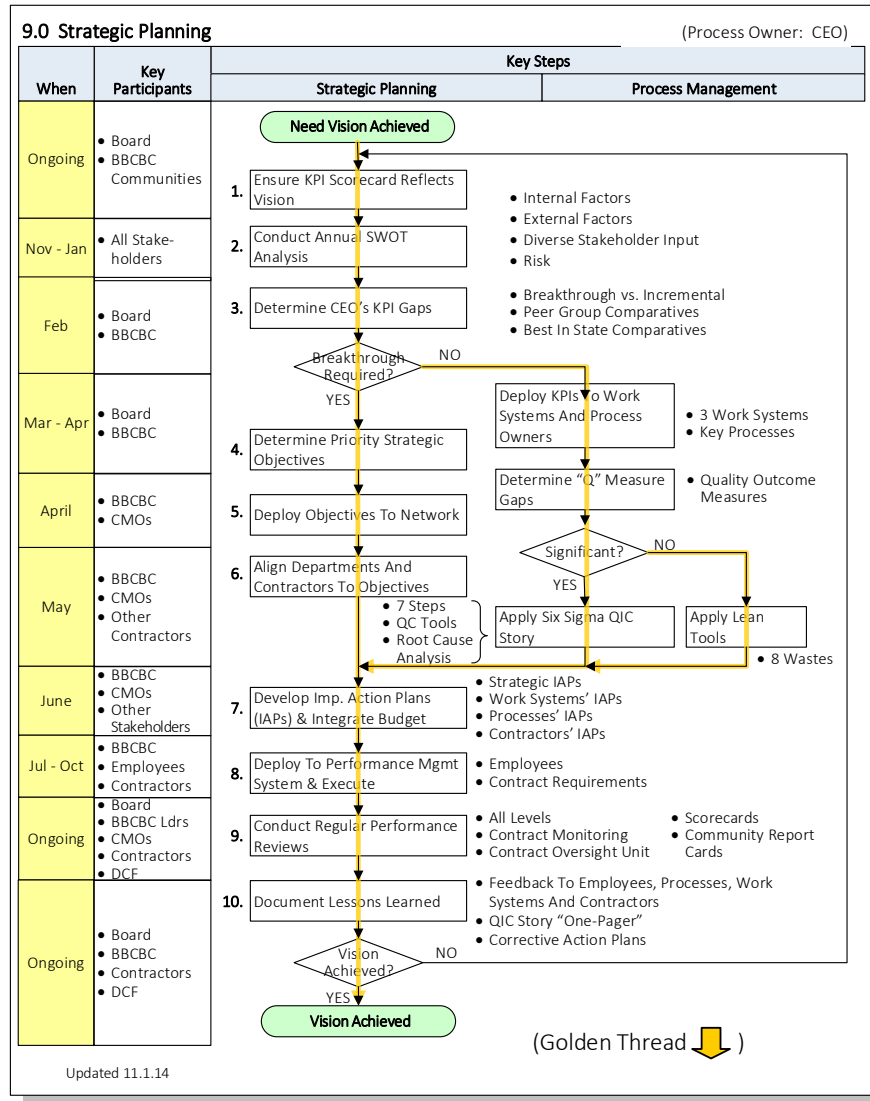 9.0 Strategic Planning
(Process Owner: CEO)
When
Key
Participants
Key Steps
Strategic Planning
Process Management
Need Vision Achieved
Ongoing
• Board
• BBCBC
Communities
1.
Ensure KPI Scorecard Reflects
Vision
• Internal Factors
• External Factors
• Diverse Stakeholder Input
• Risk
Nov - Jan
• All Stake-
holders
2.
Conduct Annual SWOT
Analysis
Feb
• Board
• BBCBC
3.
Determine CEO's KPI Gaps
• Breakthrough vs. Incremental
• Peer Group Comparatives
• Best In State Comparatives
Breakthrough
Required?
NO
YES
Mar - Apr
• Board
• BBCBC
Deploy KPIs To Work
Systems And Process
Owners
• 3 Work Systems
• Key Processes
4.
Determine Priority Strategic
Objectives
Determine "Q" Measure
Gaps
• Quality Outcome
Measures
April
• BBCBC
• CMOs
5.
Deploy Objectives To Network
Significant?
NO
YES
May
• BBCBC
• CMOs
• Other
Contractors
6.
Align Departments And
Contractors To Objectives
• 7 Steps
• QC Tools
• Root Cause
Analysis
Apply Six Sigma QIC
Story
Apply Lean
Tools
• 8 Wastes
June
• BBCBC
• CMOs
• Other
Stakeholders
7.
Develop Imp. Action Plans
(IAPs) & Integrate Budget
• Strategic IAPs
• Work Systems' IAPs
• Processes' IAPs
• Contractors' IAPs
Jul - Oct
• BBCBC
• Employees
• Contractors
8.
Deploy To Performance Mgmt
System & Execute
• Employees
• Contract Requirements
Ongoing
• Board
• BBCBC Ldrs
• CMOs
• Contractors
• DCF
9.
Conduct Regular Performance
Reviews
• All Levels
• Contract Monitoring
• Contract Oversight Unit
• Scorecards
• Community Report
Cards
Ongoing
• Board
• BBCBC
• Contractors
• DCF
10.
Document Lessons Learned
• Feedback To Employees, Processes, Work
Systems And Contractors
• QIC Story "One-Pager"
• Corrective Action Plans
Vision
Achieved?
NO
YES
Vision Achieved
(Golden Thread )
Updated 11.1.14